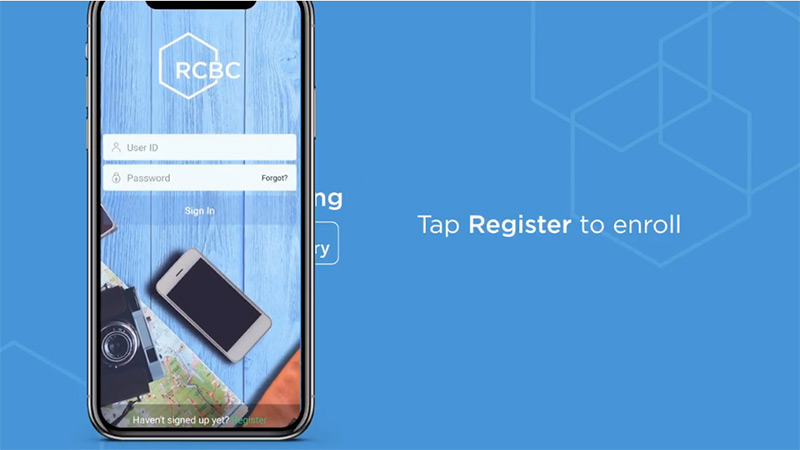 RCBC
User ID
Password Forgot?
Sign In
Haven't signed up yet? Register
ng
ry
Tap Register to enroll